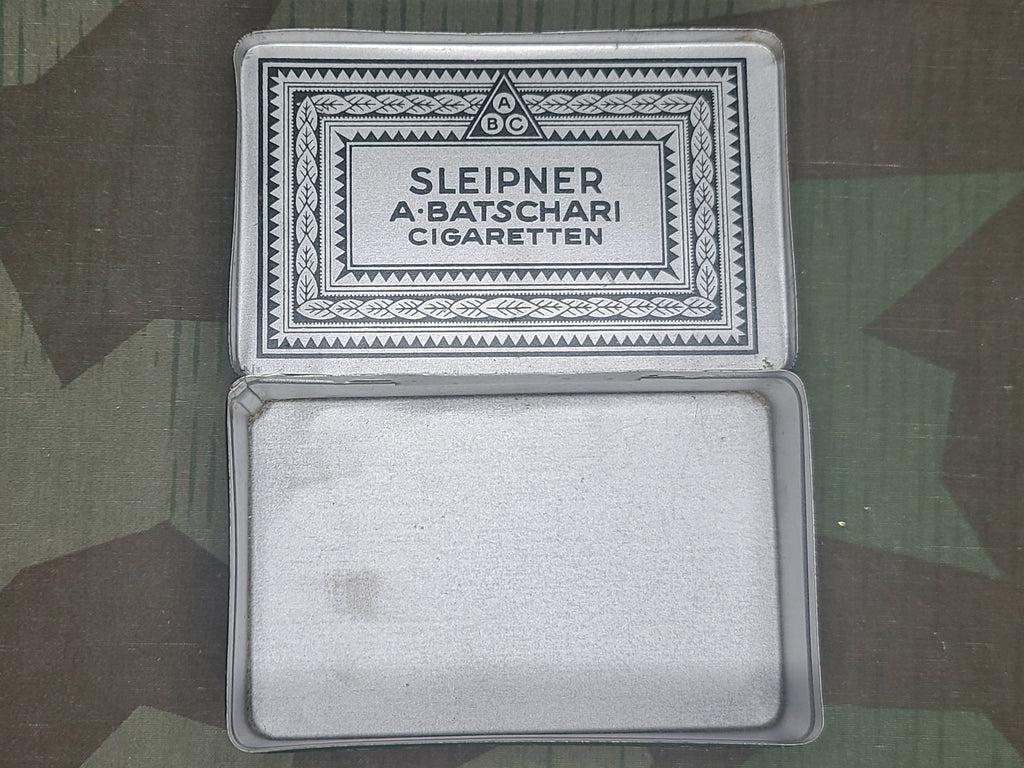 A
B C
SLEIPNER
A·BATSCHARI
CIGARETTEN